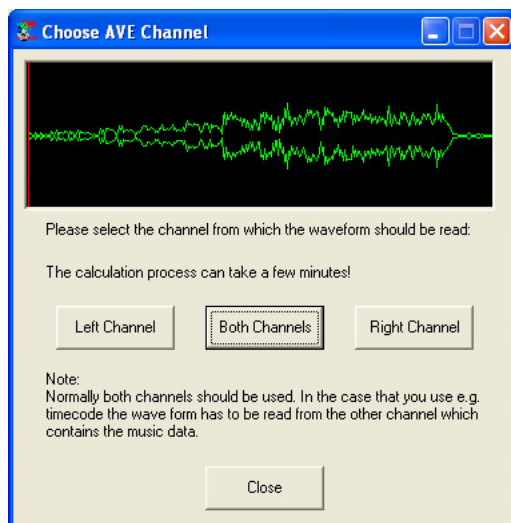 Choose AVE Channel
Please select the channel from which the waveform should be read:
The calculation process can take a few minutes!
Left Channel
Both Channels
Right Channel
Note:
Normally both channels should be used. In the case that you use e.g.
timecode the wave form has to be read from the other channel which
contains the music data.
Close